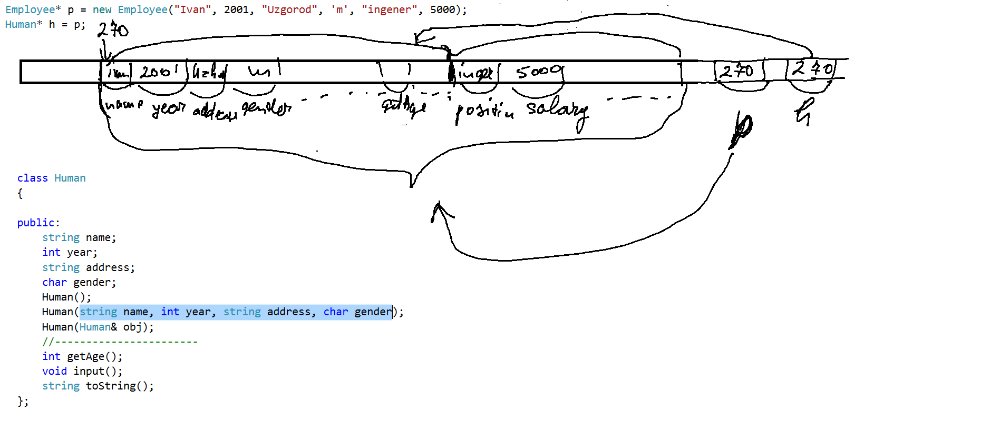 Employee* p = new Employee("Ivan", 2001, "Uzgorod", 'm', "ingener", 5000);
Human* h = p;
270
Ivan 2001 m 5000 270 270
name year address gender getAge position salary p h
class Human
{
public:
string name;
int year;
string address;
char gender;
Human();
Human(string name, int year, string address, char gender);
Human(Human& obj);
//-----------------------
int getAge();
void input();
string toString();
};